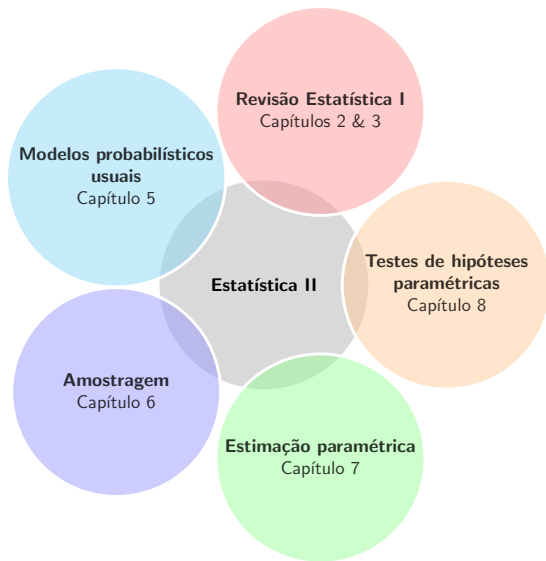 Revisão Estatística I
Capítulos 2 & 3
Modelos probabilísticos
usuais
Capítulo 5
Testes de hipóteses
paramétricas
Capítulo 8
Estatística II
Amostragem
Capítulo 6
Estimação paramétrica
Capítulo 7